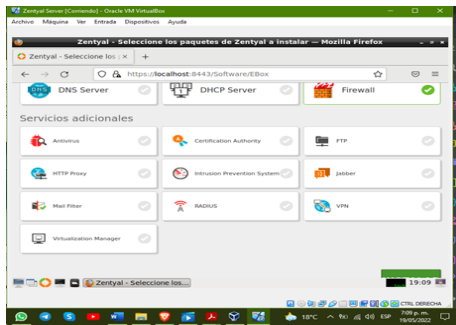 Zentyal Server [Corriendo] - Oracle VM VirtualBox
Archivo Máquina Ver Entrada Dispositivos Ayuda
Zentyal - Seleccione los paquetes de Zentyal a instalar — Mozilla Firefox
Zentyal - Seleccione los
https://localhost:8443/Software/EBox
DNS Server DHCP Server Firewall
Servicios adicionales
Antivirus Certification Authority FTP
HTTP Proxy Intrusion Prevention System Jabber
Mail Filter RADIUS VPN
Virtualization Manager
Zentyal - Seleccione los... 19:09
CTRL DERECHA
18°C ESP 7:09 p. m.
19/05/2022